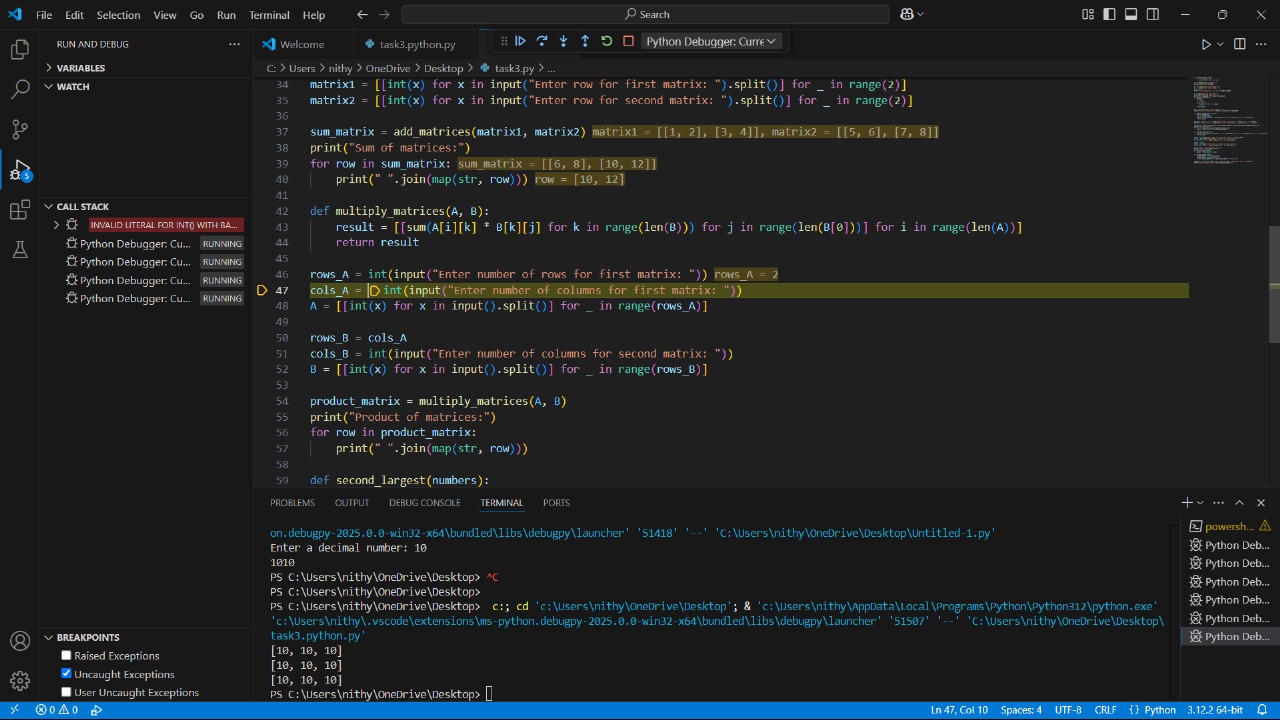 File Edit Selection View Go Run Terminal Help Search
RUN AND DEBUG ... Welcome task3.python.py Python Debugger: Curre
VARIABLES
C: > Users > nithy > OneDrive > Desktop > task3.py > ...
WATCH
34 matrix1 = [[int(x) for x in input("Enter row for first matrix: ").split()] for _ in range(2)]
35 matrix2 = [[int(x) for x in input("Enter row for second matrix: ").split()] for _ in range(2)]
36
37 sum_matrix = add_matrices(matrix1, matrix2) matrix1 = [[1, 2], [3, 4]], matrix2 = [[5, 6], [7, 8]]
38 print("Sum of matrices:")
39 for row in sum_matrix: sum_matrix = [[6, 8], [10, 12]]
40 print(" ".join(map(str, row))) row = [10, 12]
41
42 def multiply_matrices(A, B):
43 result = [[sum(A[i][k] * B[k][j] for k in range(len(B))) for j in range(len(B[0]))] for i in range(len(A))]
44 return result
45
46 rows_A = int(input("Enter number of rows for first matrix: ")) rows_A = 2
47 cols_A = int(input("Enter number of columns for first matrix: "))
48 A = [[int(x) for x in input().split()] for _ in range(rows_A)]
49
50 rows_B = cols_A
51 cols_B = int(input("Enter number of columns for second matrix: "))
52 B = [[int(x) for x in input().split()] for _ in range(rows_B)]
53
54 product_matrix = multiply_matrices(A, B)
55 print("Product of matrices:")
56 for row in product_matrix:
57 print(" ".join(map(str, row)))
58
59 def second_largest(numbers):
CALL STACK
INVALID LITERAL FOR INT() WITH BA...
Python Debugger: Cu... RUNNING
Python Debugger: Cu... RUNNING
Python Debugger: Cu... RUNNING
Python Debugger: Cu... RUNNING
5
BREAKPOINTS
Raised Exceptions
Uncaught Exceptions
User Uncaught Exceptions
PROBLEMS OUTPUT DEBUG CONSOLE TERMINAL PORTS
on.debugpy-2025.0.0-win32-x64\bundled\libs\debugpy\launcher' '51418' '--' 'C:\Users\nithy\OneDrive\Desktop\Untitled-1.py'
Enter a decimal number: 10
1010
PS C:\Users\nithy\OneDrive\Desktop> ^C
PS C:\Users\nithy\OneDrive\Desktop>
PS C:\Users\nithy\OneDrive\Desktop> c:; cd 'c:\Users\nithy\OneDrive\Desktop'; & 'c:\Users\nithy\AppData\Local\Programs\Python\Python312\python.exe'
'c:\Users\nithy\.vscode\extensions\ms-python.debugpy-2025.0.0-win32-x64\bundled\libs\debugpy\launcher' '51507' '--' 'C:\Users\nithy\OneDrive\Desktop\
task3.python.py'
[10, 10, 10]
[10, 10, 10]
[10, 10, 10]
PS C:\Users\nithy\OneDrive\Desktop>
powersh...
Python Deb...
Python Deb...
Python Deb...
Python Deb...
Python Deb...
Python Deb...
0 0 Ln 47, Col 10 Spaces: 4 UTF-8 CRLF {} Python 3.12.2 64-bit